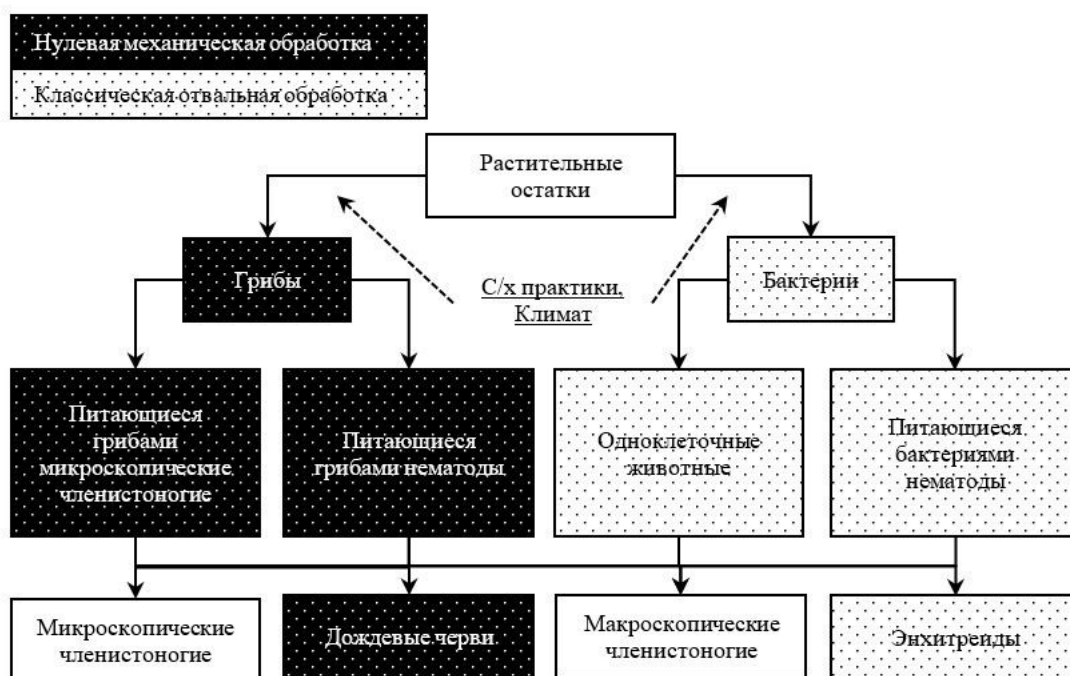 Нулевая механическая обработка
Классическая отвальная обработка
Растительные
остатки
Грибы
С/х практики,
Климат
Бактерии
Питающиеся
грибами
микроскопические
членистоногие
Питающиеся
грибами нематоды
Одноклеточные
животные
Питающиеся
бактериями
нематоды
Микроскопические
членистоногие
Дождевые черви
Макроскопические
членистоногие
Энхитреиды